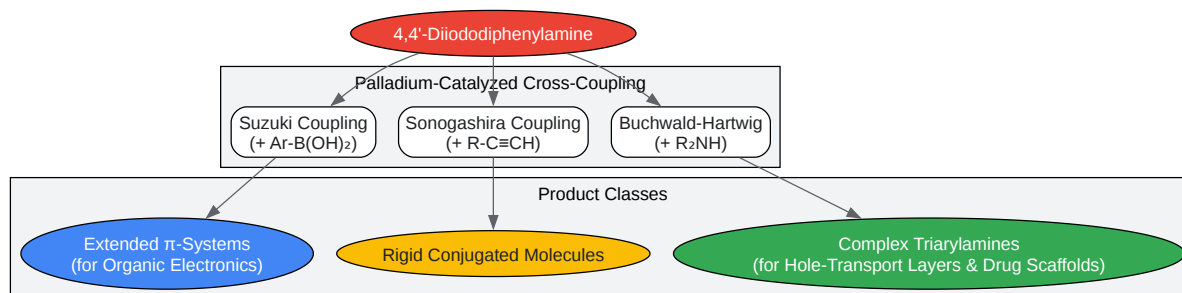 4,4'-Diiododiphenylamine
Palladium-Catalyzed Cross-Coupling
Suzuki Coupling
(+ Ar-B(OH)₂)
Sonogashira Coupling
(+ R-C≡CH)
Buchwald-Hartwig
(+ R₂NH)
Product Classes
Extended π-Systems
(for Organic Electronics)
Rigid Conjugated Molecules
Complex Triarylamines
(for Hole-Transport Layers & Drug Scaffolds)